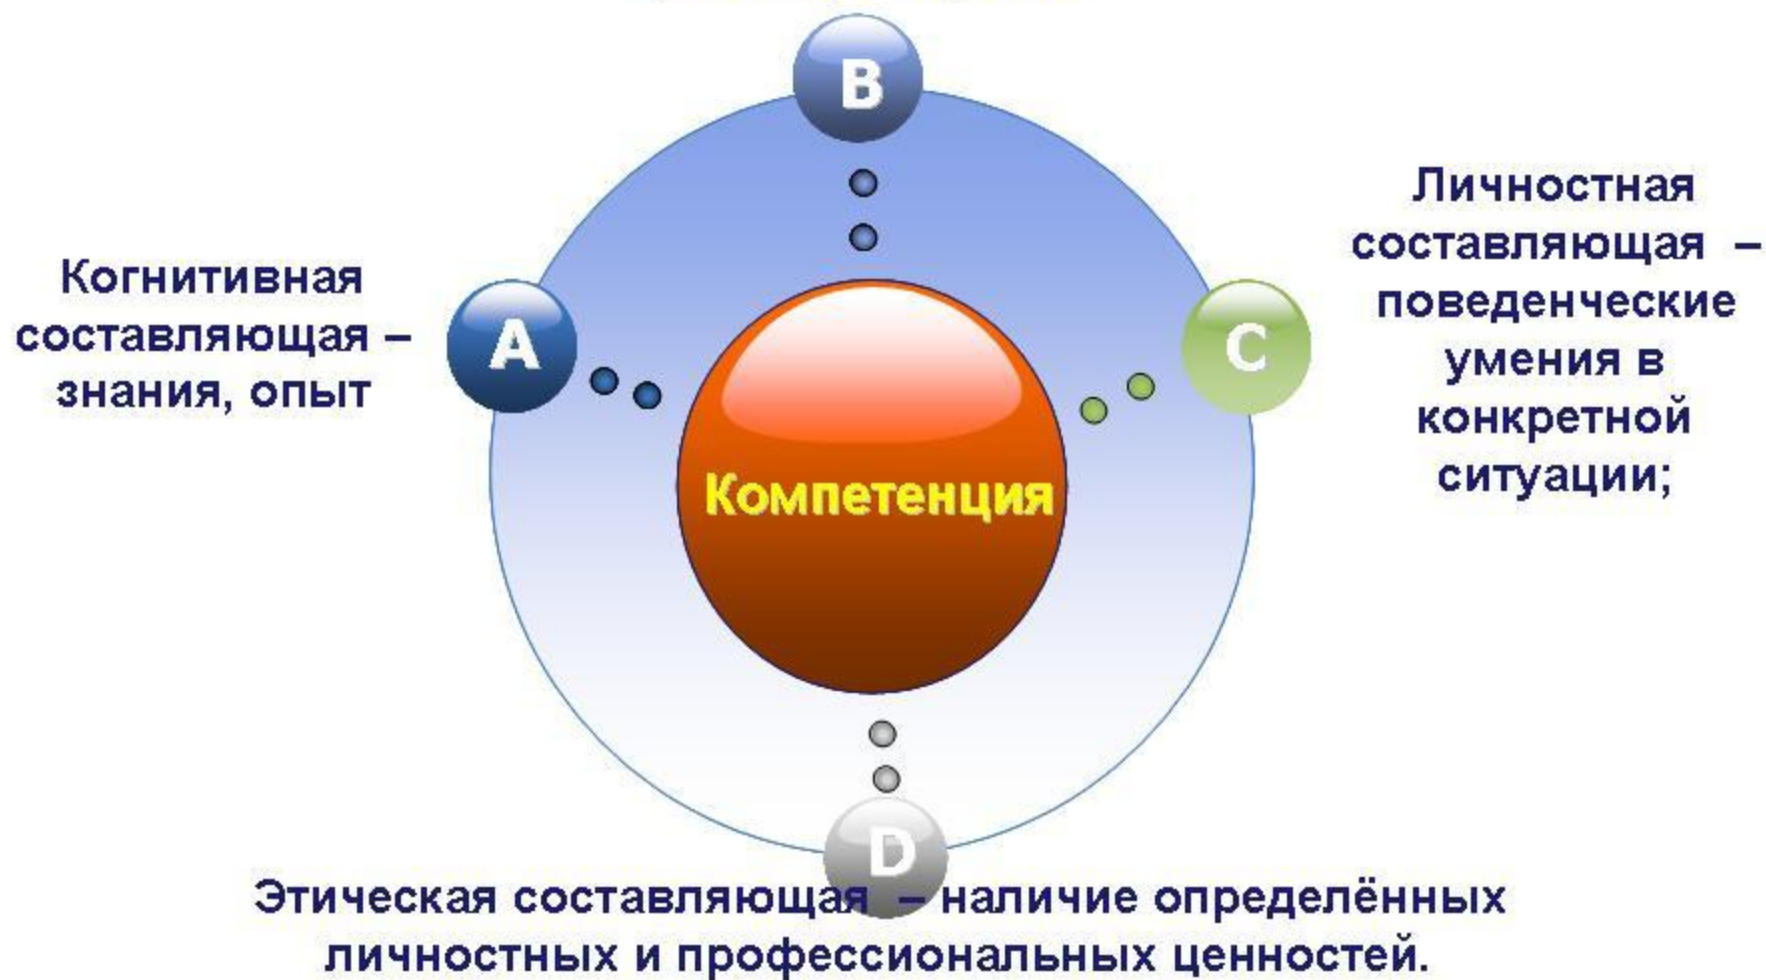 B
Личностная
составляющая –
поведенческие
умения в
конкретной
ситуации;
Когнитивная
составляющая –
знания, опыт
A
C
Компетенция
D
Этическая составляющая – наличие определённых
личностных и профессиональных ценностей.